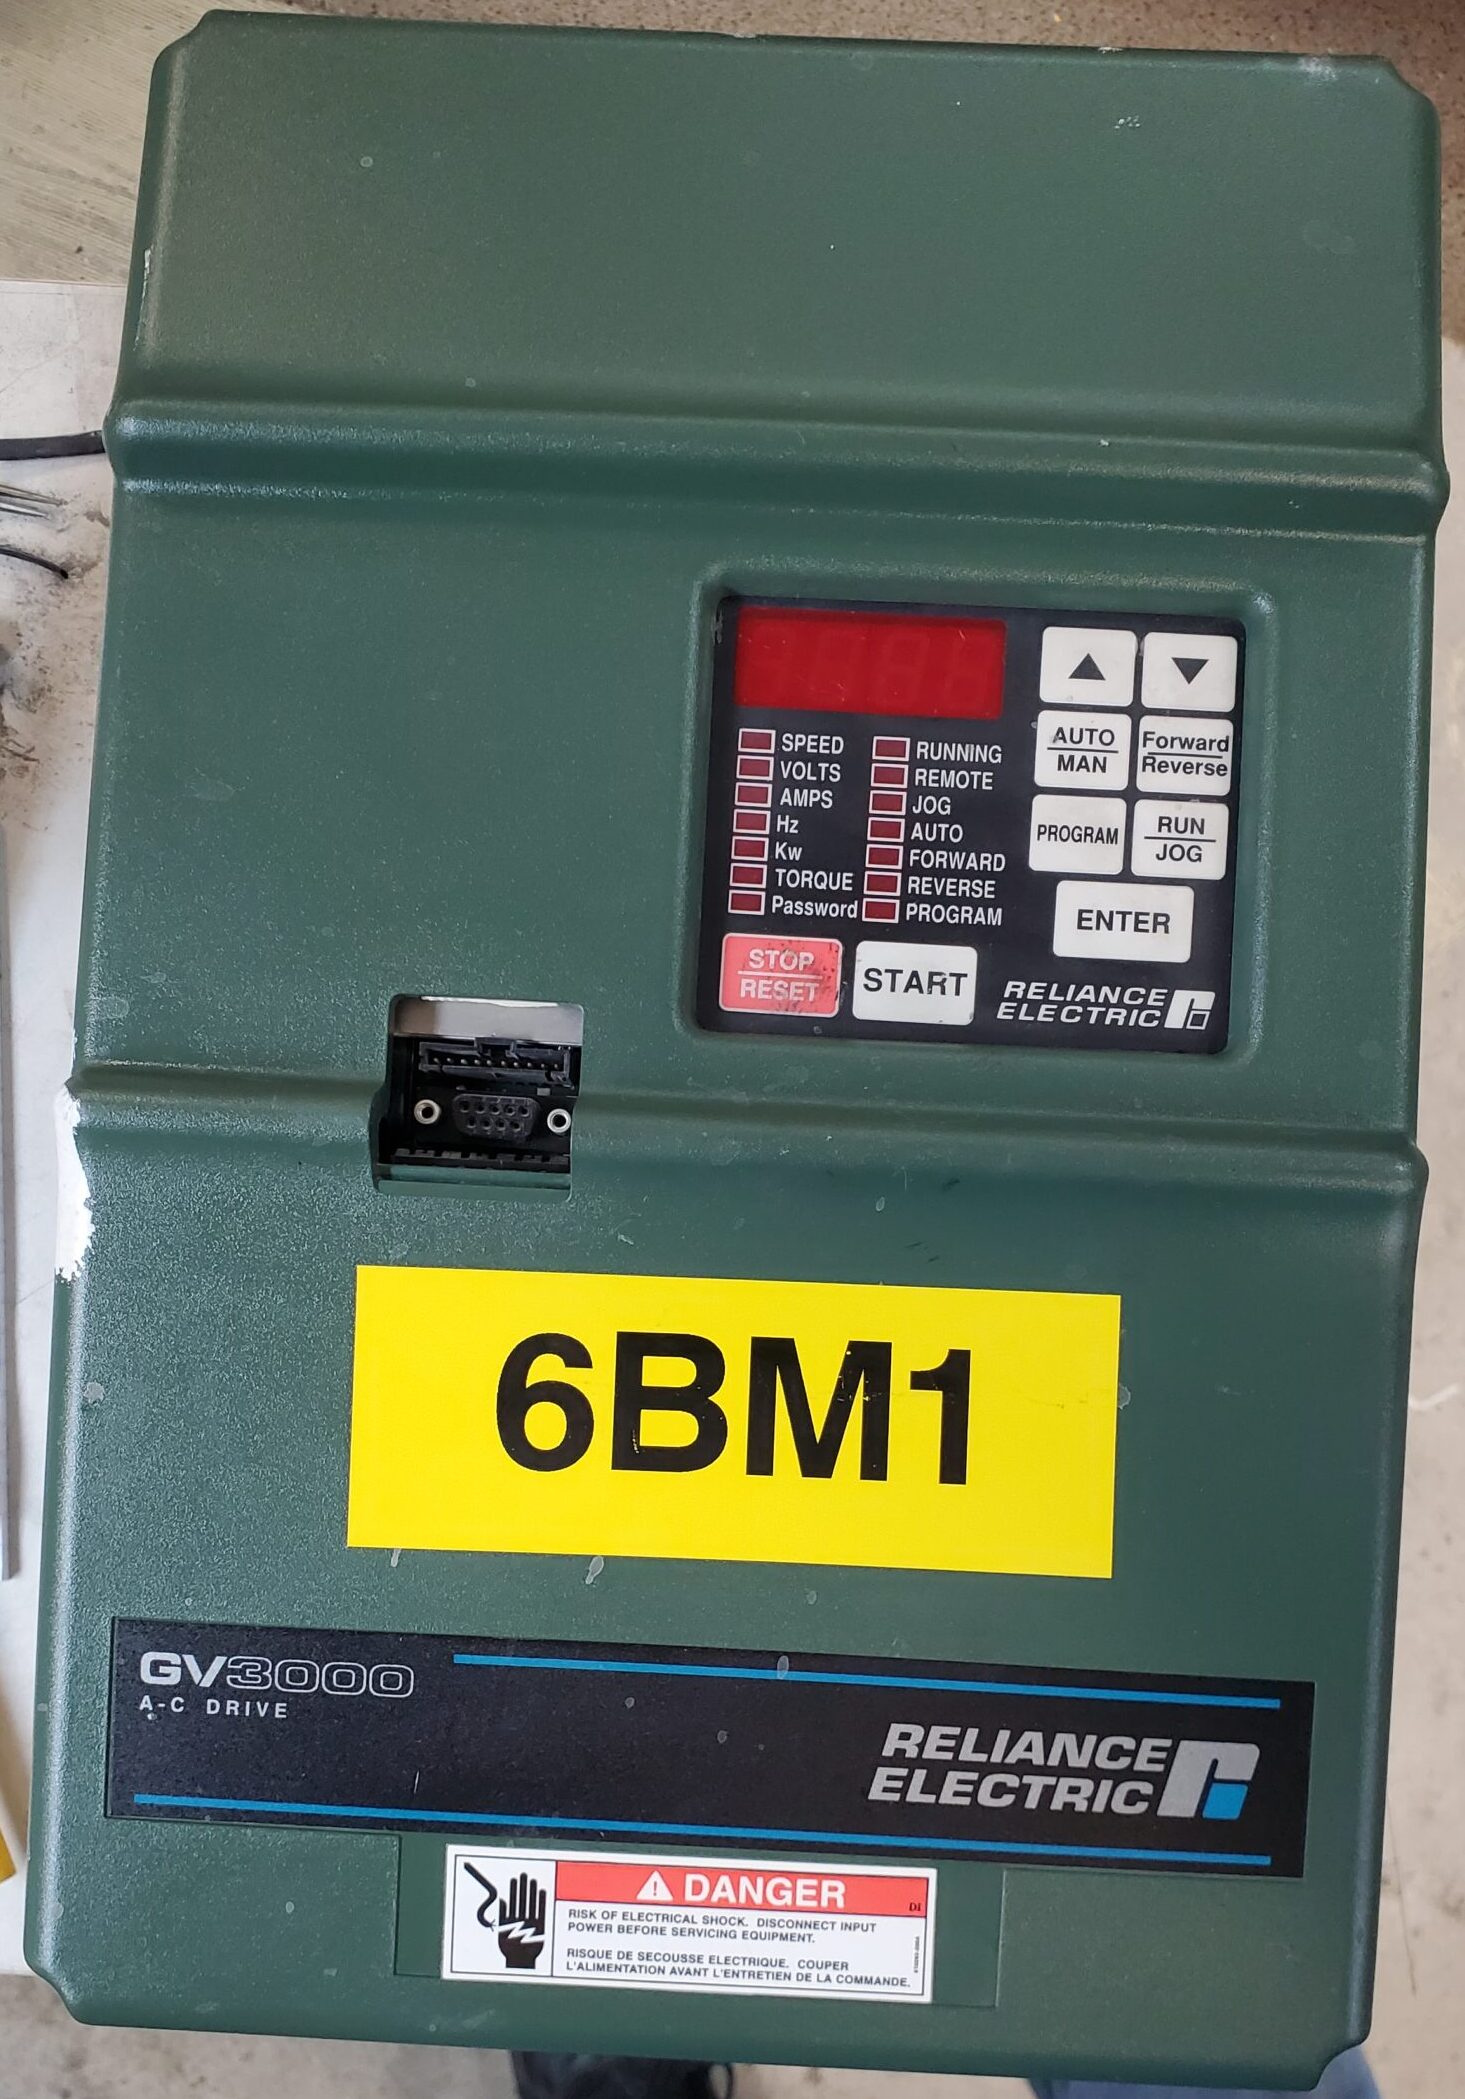 SPEED
VOLTS
AMPS
Hz
Kw
TORQUE
Password
RUNNING
REMOTE
JOG
AUTO
FORWARD
REVERSE
PROGRAM
AUTO
MAN
Forward
Reverse
PROGRAM
RUN
JOG
ENTER
STOP
RESET
START
RELIANCE
ELECTRIC
6BM1
GV3000
A-C DRIVE
RELIANCE
ELECTRIC
DANGER
DI
RISK OF ELECTRICAL SHOCK. DISCONNECT INPUT
POWER BEFORE SERVICING EQUIPMENT.
RISQUE DE SECOUSSE ELECTRIQUE. COUPER
L'ALIMENTATION AVANT L'ENTRETIEN DE LA COMMANDE.